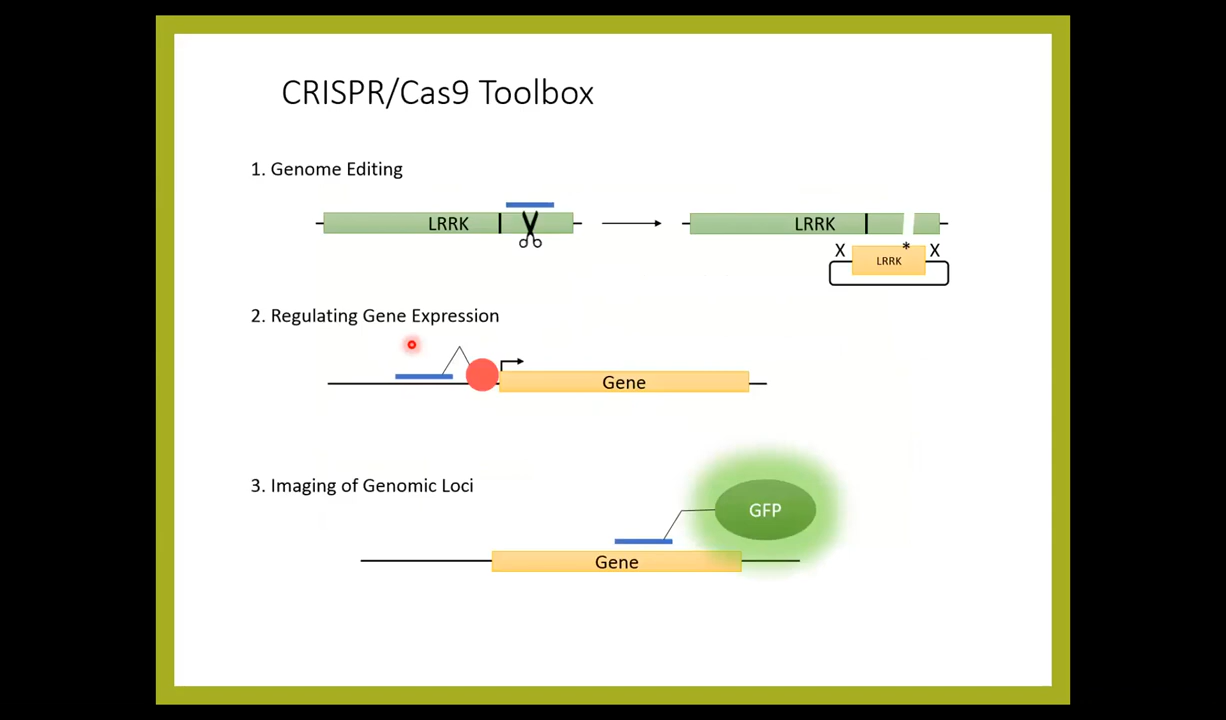 CRISPR/Cas9 Toolbox
1. Genome Editing
LRRK
LRRK
X * X
LRRK
2. Regulating Gene Expression
Gene
3. Imaging of Genomic Loci
GFP
Gene